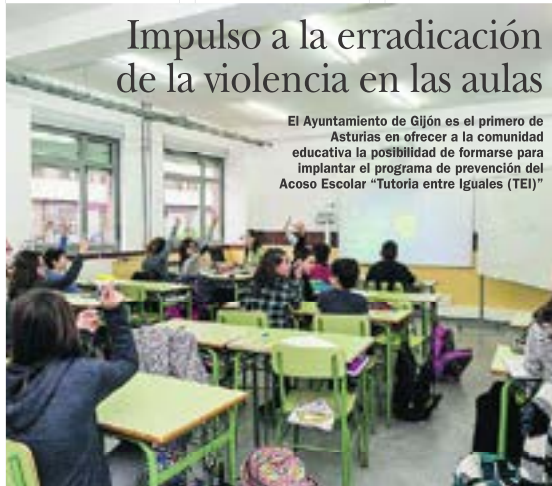 Impulso a la erradicación
de la violencia en las aulas
El Ayuntamiento de Gijón es el primero de
Asturias en ofrecer a la comunidad
educativa la posibilidad de formarse para
implantar el programa de prevención del
Acoso Escolar “Tutoria entre Iguales (TEI)”